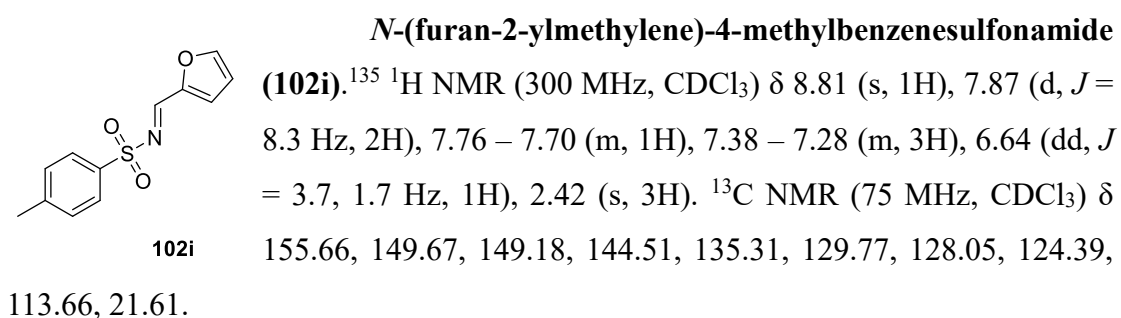 N-(furan-2-ylmethylene)-4-methylbenzenesulfonamide
(102i).¹³⁵ ¹H NMR (300 MHz, CDCl₃) δ 8.81 (s, 1H), 7.87 (d, J =
8.3 Hz, 2H), 7.76 – 7.70 (m, 1H), 7.38 – 7.28 (m, 3H), 6.64 (dd, J
= 3.7, 1.7 Hz, 1H), 2.42 (s, 3H). ¹³C NMR (75 MHz, CDCl₃) δ
155.66, 149.67, 149.18, 144.51, 135.31, 129.77, 128.05, 124.39,
113.66, 21.61.
O
O
S
N
O
102i